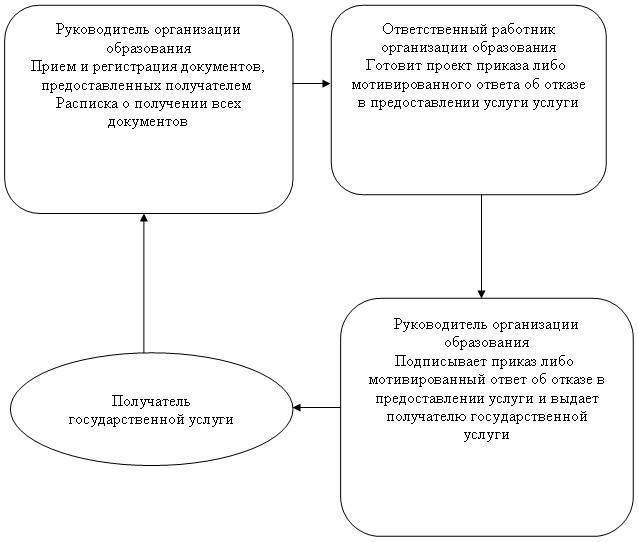 Руководитель организации
образования
Прием и регистрация документов,
предоставленных получателем
Расписка о получении всех
документов
Ответственный работник
организации образования
Готовит проект приказа либо
мотивированного ответа об отказе
в предоставлении услуги услуги
Руководитель организации
образования
Подписывает приказ либо
мотивированный ответ об отказе в
предоставлении услуги и выдает
получателю государственной
услуги
Получатель
государственной услуги